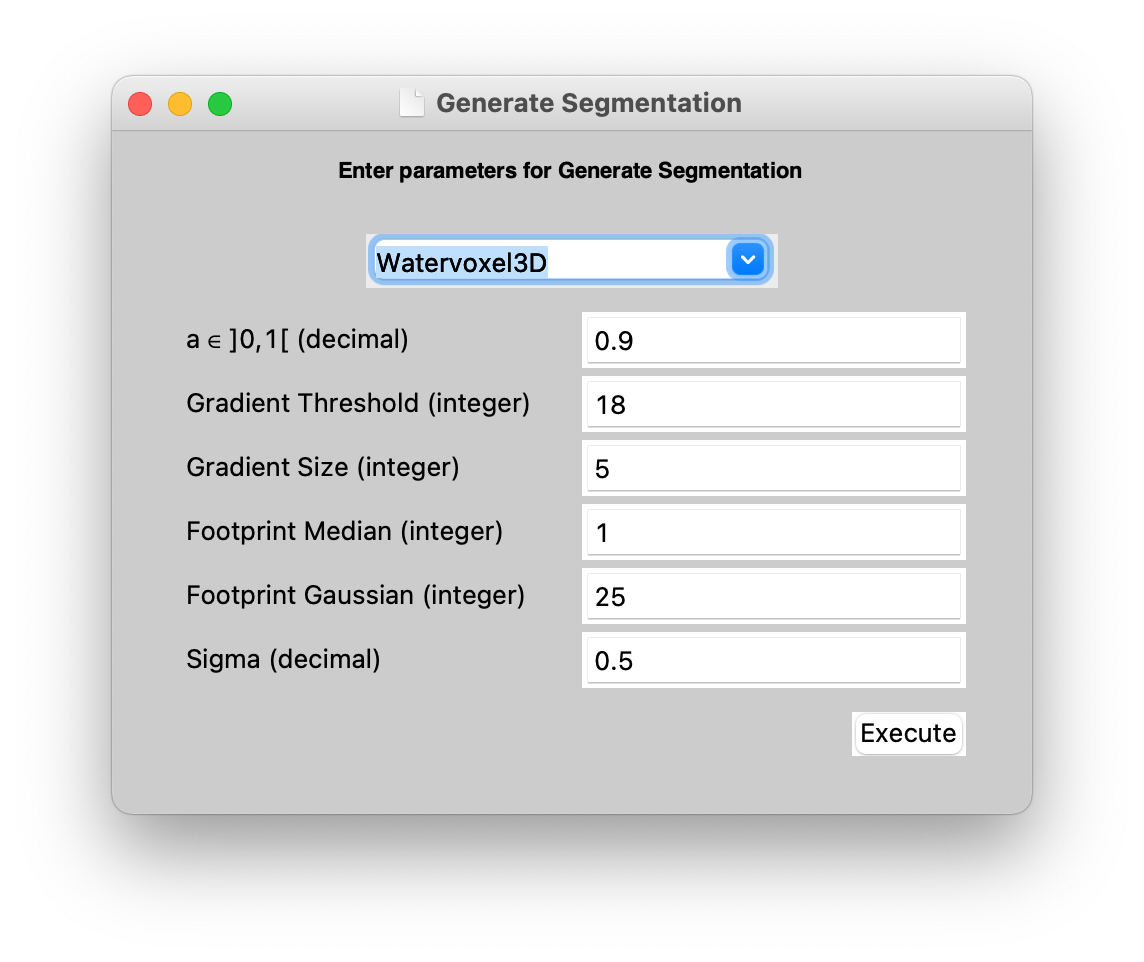 Generate Segmentation
Enter parameters for Generate Segmentation
Watervoxel3D
a ∈ ]0,1[ (decimal) 0.9
Gradient Threshold (integer) 18
Gradient Size (integer) 5
Footprint Median (integer) 1
Footprint Gaussian (integer) 25
Sigma (decimal) 0.5
Execute